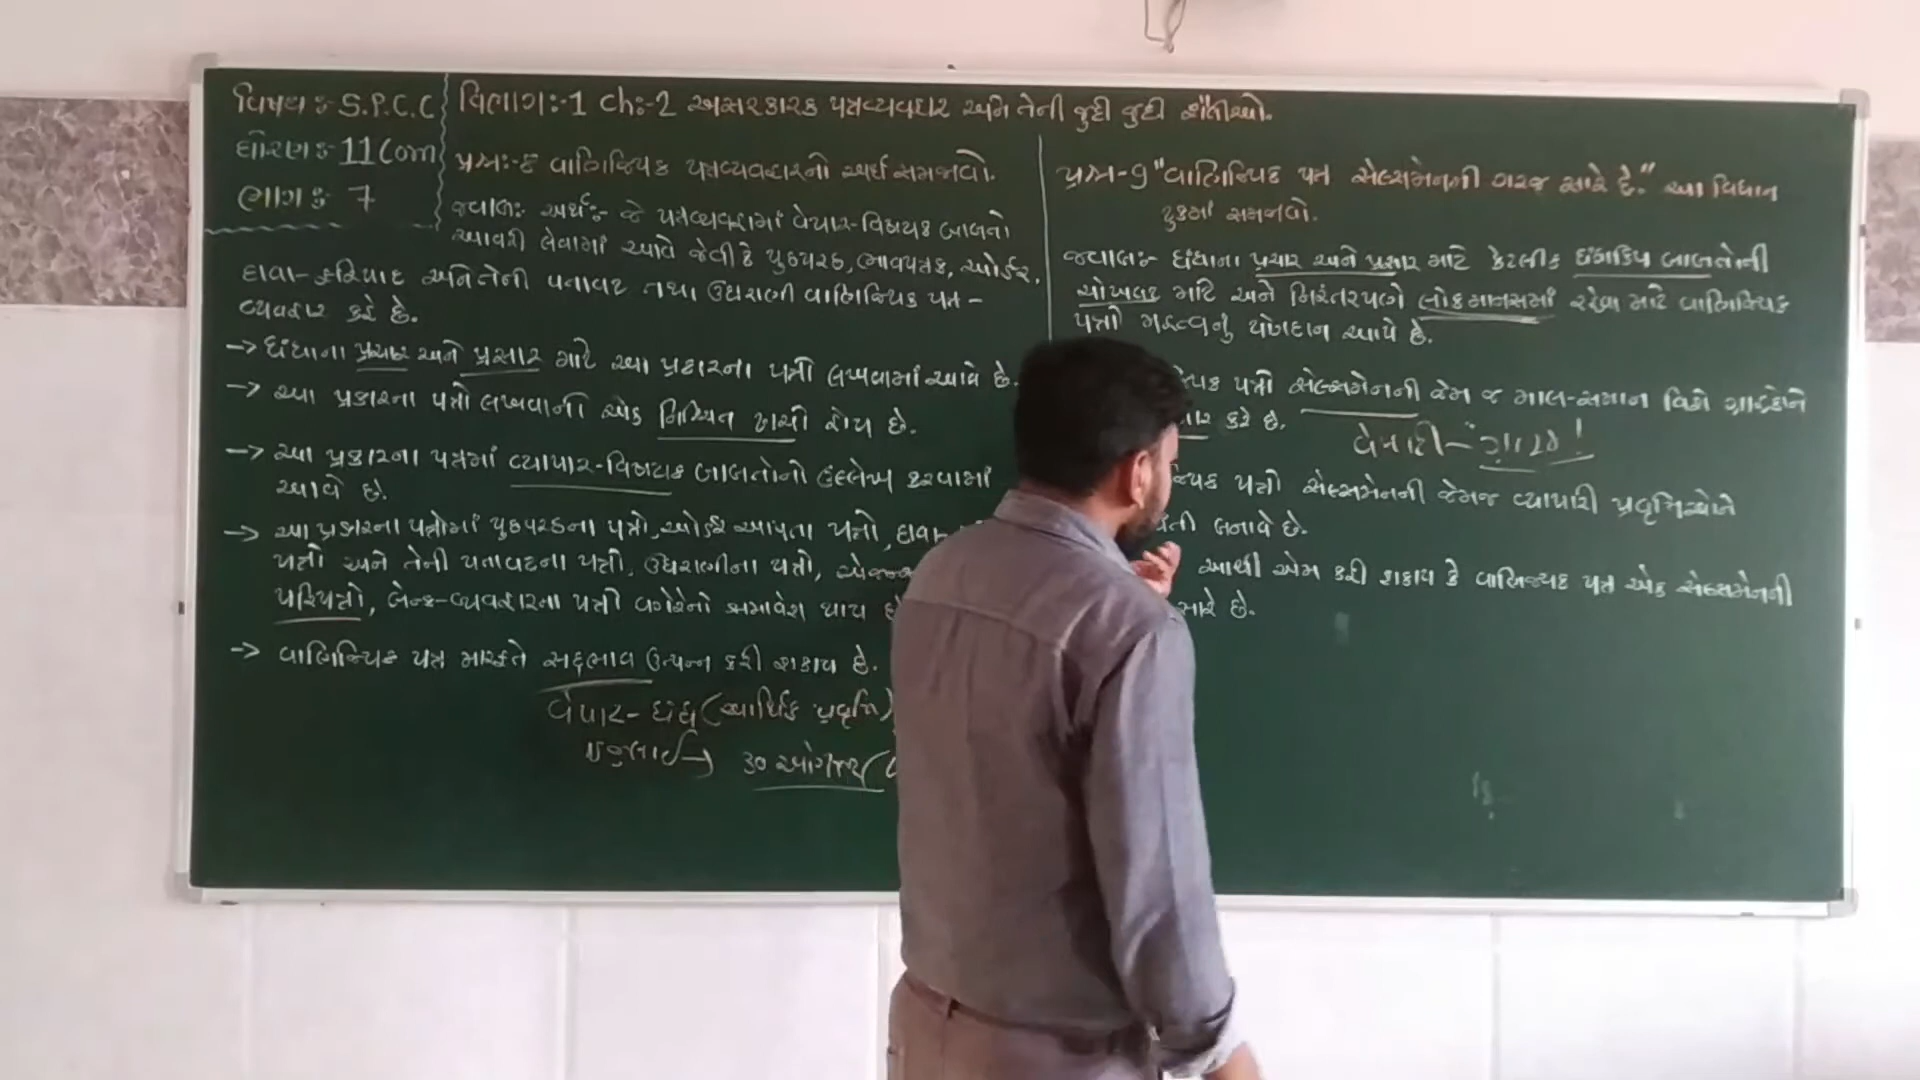 વિષય ઃ S.P.C.C
ધોરણ ઃ 11 Com
ભાગ ઃ 7
વિભાગઃ-1 Ch:-2 અસરકારક પત્રવ્યવહાર અને તેની જુદી જુદી શૈલીઓ.
પ્રશ્નઃ-8 વાણિજ્યિક પત્રવ્યવહારનો અર્થ સમજાવો.
જવાબઃ અર્થઃ- જે પત્રવ્યવહારમાં વેપાર-વિષયક બાબતો
આવરી લેવામાં આવે જેવી કે પુછપરછ, ભાવપત્રક, ઓર્ડર,
દાવા-ફરિયાદ અને તેની પતાવટ તથા ઉઘરાણી વાણિજ્યિક પત્ર-
વ્યવહાર કહે છે.
→ ધંધાના પ્રચાર અને પ્રસાર માટે આ પ્રકારના પત્રો લખવામાં આવે છે.
→ આ પ્રકારના પત્રો લખવાની એક નિશ્ચિત ઢાંચો હોય છે.
→ આ પ્રકારના પત્રમાં વ્યાપાર-વિષયક બાબતોનો ઉલ્લેખ કરવામાં
આવે છે.
→ આ પ્રકારના પત્રોમાં પુછપરછના પત્રો, ઓર્ડર આપતા પત્રો, દાવા
પત્રો અને તેની પતાવટના પત્રો, ઉઘરાણીના પત્રો,
પરિપત્રો, બેન્ક-વ્યવહારના પત્રો વગેરેનો સમાવેશ થાય છે
→ વાણિજ્યિક પત્ર મારફતે સદ્દભાવ ઉત્પન્ન કરી શકાય છે.
વેપાર-ધંધા (આર્થિક પ્રવૃત્તિ)
જુલાઈ → ૩૦ ઓગસ્ટ (
પ્રશ્ન-9 "વાણિજ્યિક પત્ર સેલ્સમેનની ગરજ સારે છે." આ વિધાન
ટુંકમાં સમજાવો.
જવાબઃ- ધંધાના પ્રચાર અને પ્રસાર માટે કેટલીક ધંધાકિય બાબતેની
ચોખવટ માટે અને નિરંતરપણે લોકમાનસમાં રહેવા માટે વાણિજ્યિક
પત્રો મહત્વનું યોગદાન આપે છે.
પત્રો સેલ્સમેનની જેમ જ માલ-સામાન વિશે ગ્રાહકોને
કરે છે.
વેપારી - ગ્રાહક!
પત્રો સેલ્સમેનની જેમજ વ્યાપારી પ્રવૃત્તિઓને
બનાવે છે.
આથી એમ કહી શકાય કે વાણિજ્યિક પત્ર એક સેલ્સમેનની
સારે છે.